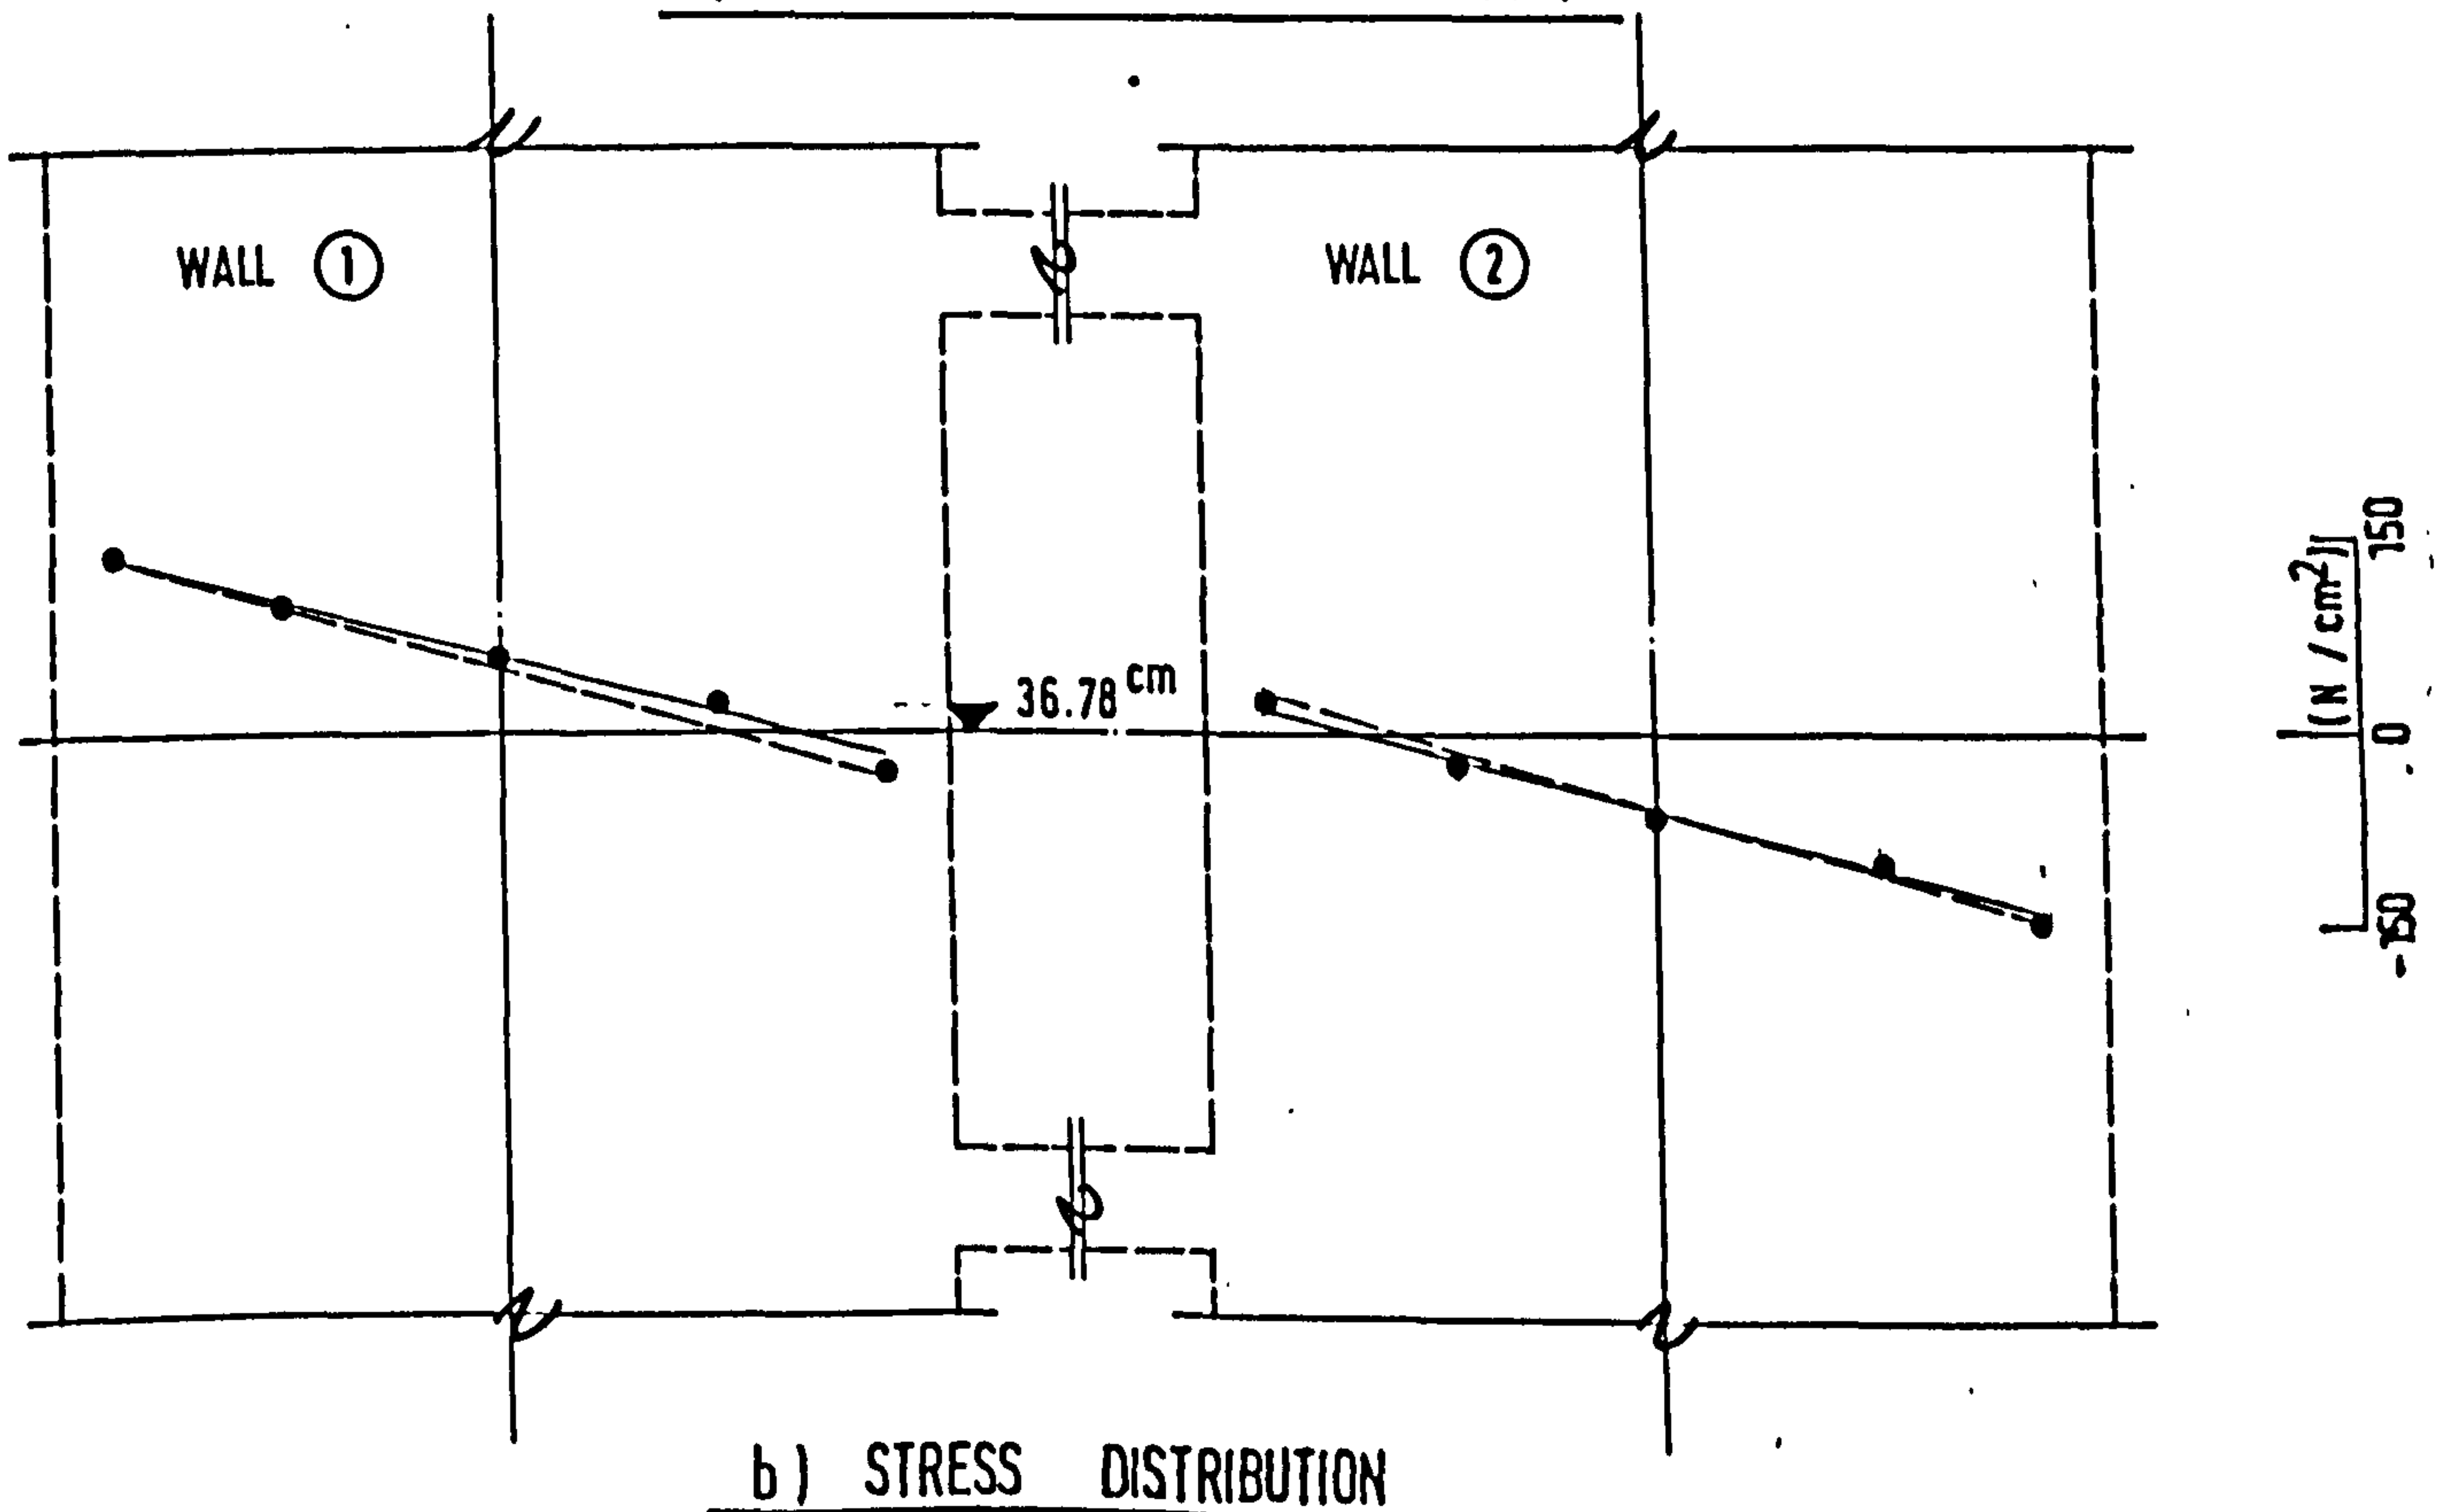 WALL 1
WALL 2
36.78 cm
150
(N / cm²)
0
-150
b) STRESS DISTRIBUTION